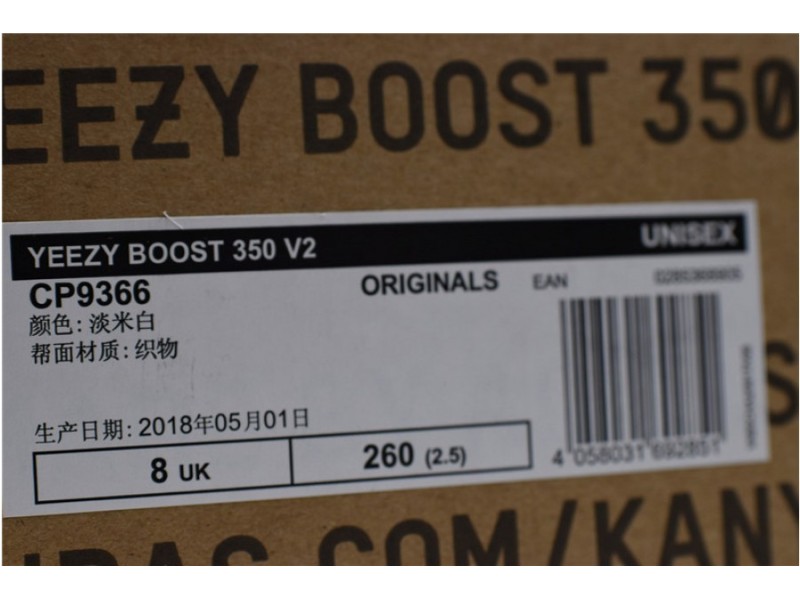 EEZY BOOST 350
YEEZY BOOST 350 V2 UNISEX
CP9366 ORIGINALS EAN
颜色: 淡米白
帮面材质: 织物
生产日期: 2018年05月01日
8 UK 260 (2.5)
4 058031 692851
.COM/KANY